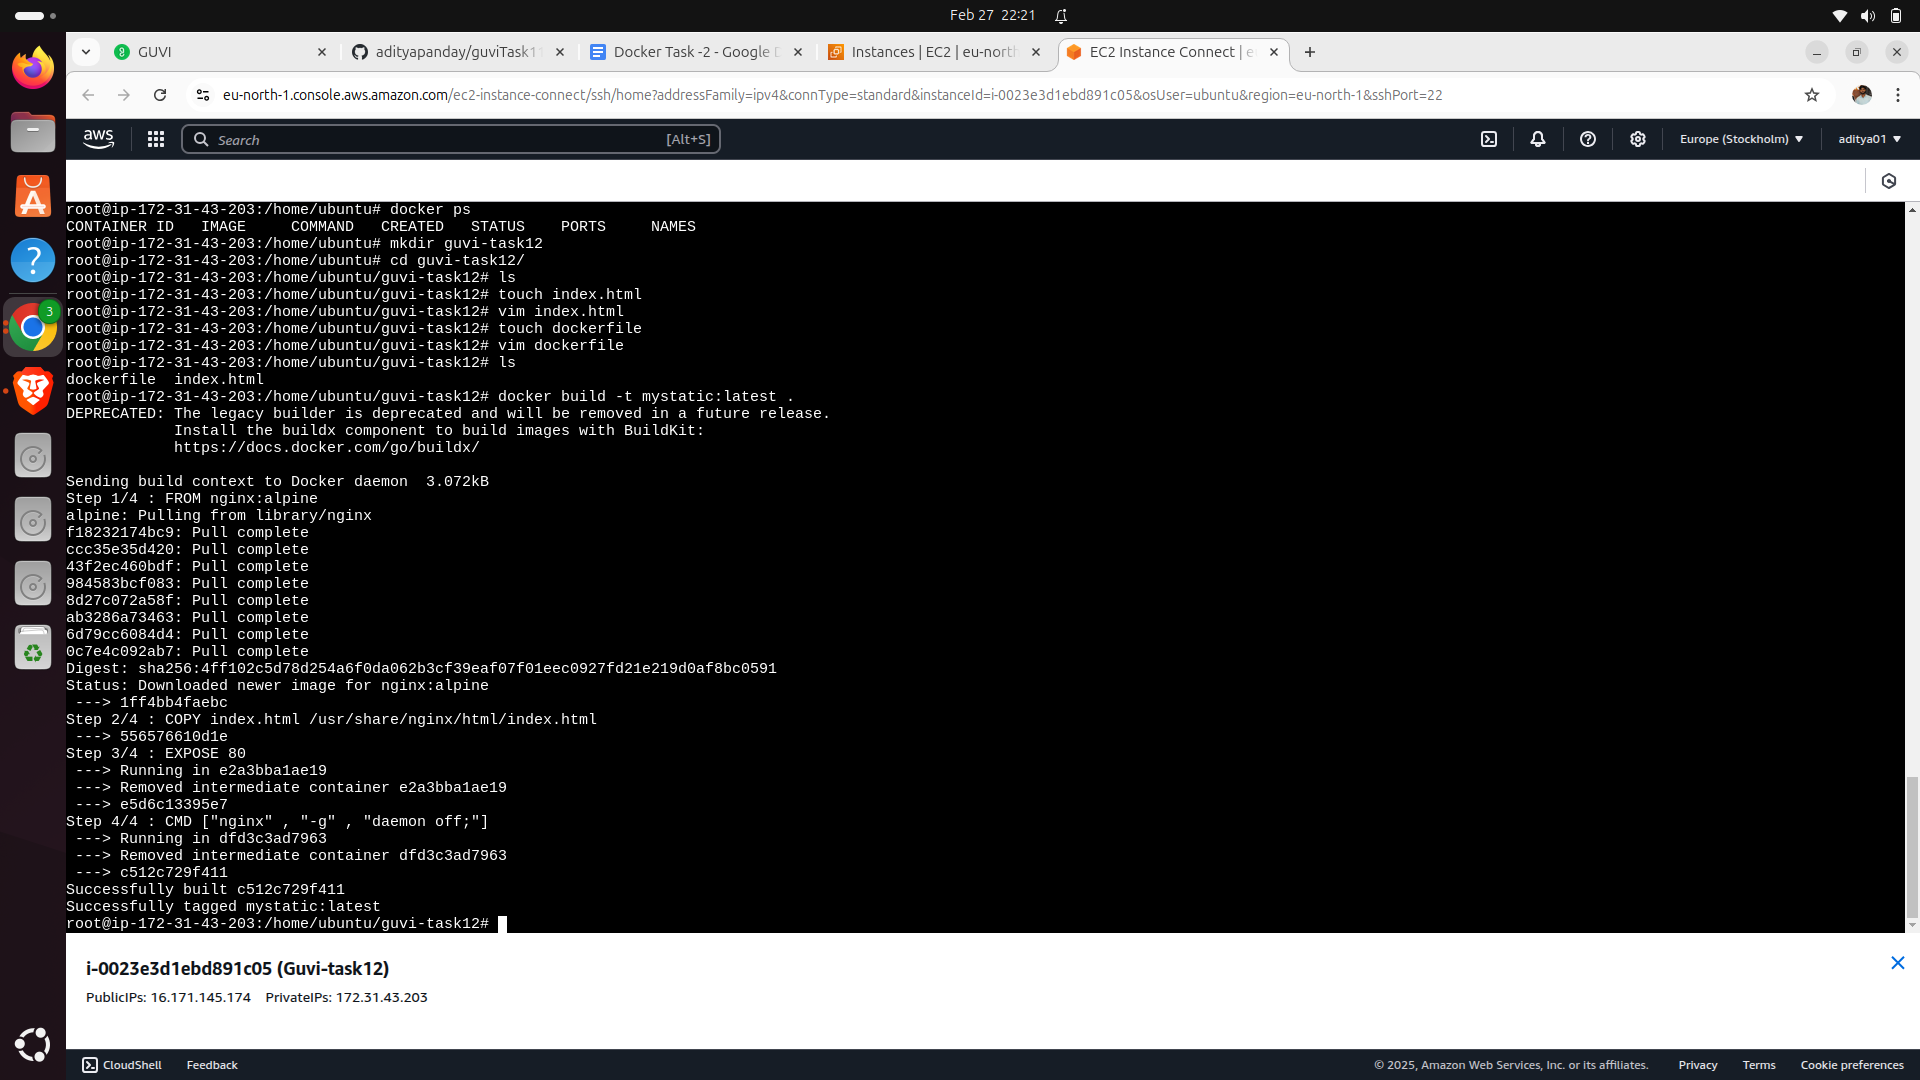 Feb 27 22:21
GUVI
adityapanday/guviTask11
Docker Task -2 - Google D
Instances | EC2 | eu-north
EC2 Instance Connect | e
eu-north-1.console.aws.amazon.com/ec2-instance-connect/ssh/home?addressFamily=ipv4&connType=standard&instanceId=i-0023e3d1ebd891c05&osUser=ubuntu&region=eu-north-1&sshPort=22
aws
Search
[Alt+S]
Europe (Stockholm)
aditya01
3
root@ip-172-31-43-203:/home/ubuntu# docker ps
CONTAINER ID   IMAGE     COMMAND   CREATED   STATUS    PORTS     NAMES
root@ip-172-31-43-203:/home/ubuntu# mkdir guvi-task12
root@ip-172-31-43-203:/home/ubuntu# cd guvi-task12/
root@ip-172-31-43-203:/home/ubuntu/guvi-task12# ls
root@ip-172-31-43-203:/home/ubuntu/guvi-task12# touch index.html
root@ip-172-31-43-203:/home/ubuntu/guvi-task12# vim index.html
root@ip-172-31-43-203:/home/ubuntu/guvi-task12# touch dockerfile
root@ip-172-31-43-203:/home/ubuntu/guvi-task12# vim dockerfile
root@ip-172-31-43-203:/home/ubuntu/guvi-task12# ls
dockerfile  index.html
root@ip-172-31-43-203:/home/ubuntu/guvi-task12# docker build -t mystatic:latest .
DEPRECATED: The legacy builder is deprecated and will be removed in a future release.
Install the buildx component to build images with BuildKit:
https://docs.docker.com/go/buildx/
Sending build context to Docker daemon  3.072kB
Step 1/4 : FROM nginx:alpine
alpine: Pulling from library/nginx
f18232174bc9: Pull complete
ccc35e35d420: Pull complete
43f2ec460bdf: Pull complete
984583bcf083: Pull complete
8d27c072a58f: Pull complete
ab3286a73463: Pull complete
6d79cc6084d4: Pull complete
0c7e4c092ab7: Pull complete
Digest: sha256:4ff102c5d78d254a6f0da062b3cf39eaf07f01eec0927fd21e219d0af8bc0591
Status: Downloaded newer image for nginx:alpine
---> 1ff4bb4faebc
Step 2/4 : COPY index.html /usr/share/nginx/html/index.html
---> 556576610d1e
Step 3/4 : EXPOSE 80
---> Running in e2a3bba1ae19
---> Removed intermediate container e2a3bba1ae19
---> e5d6c13395e7
Step 4/4 : CMD ["nginx" , "-g" , "daemon off;"]
---> Running in dfd3c3ad7963
---> Removed intermediate container dfd3c3ad7963
---> c512c729f411
Successfully built c512c729f411
Successfully tagged mystatic:latest
root@ip-172-31-43-203:/home/ubuntu/guvi-task12#
i-0023e3d1ebd891c05 (Guvi-task12)
PublicIPs: 16.171.145.174    PrivateIPs: 172.31.43.203
CloudShell
Feedback
© 2025, Amazon Web Services, Inc. or its affiliates.
Privacy
Terms
Cookie preferences